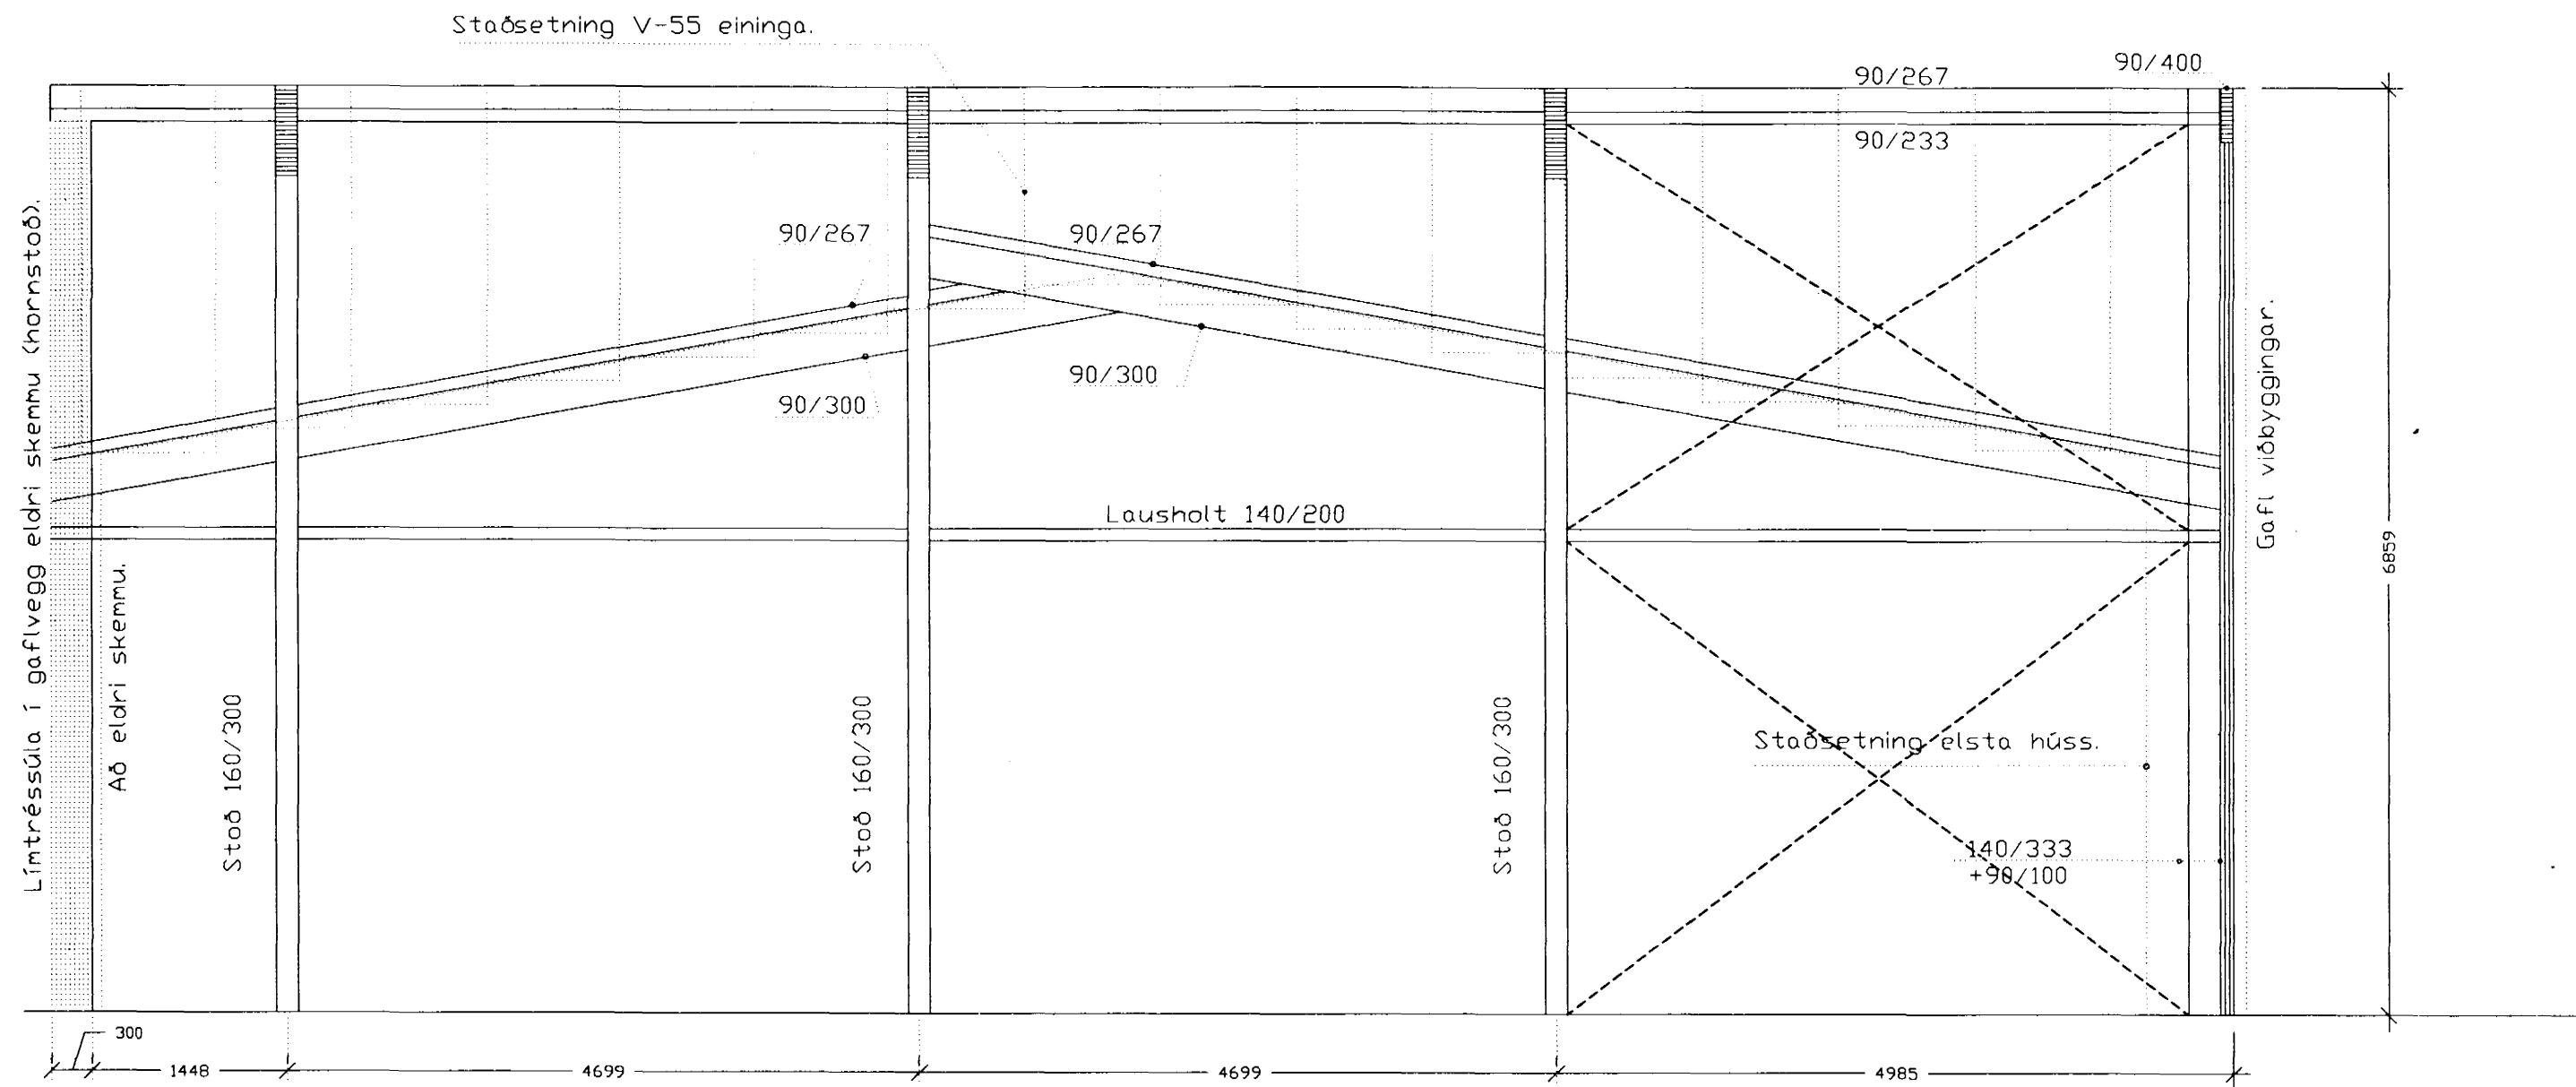 Staðsetning V-55 eininga.
90/400
90/267
90/233
90/267
90/267
90/300
90/300
Lausholt 140/200
Límtréssúla í gaflvegg eldri skemmu (hornstoð).
Að eldri skemmu.
Stoð 160/300
Stoð 160/300
Stoð 160/300
Gafl viðbyggingar.
6859
Staðsetning elsta húss.
140/333
+90/100
300
1448
4699
4699
4985